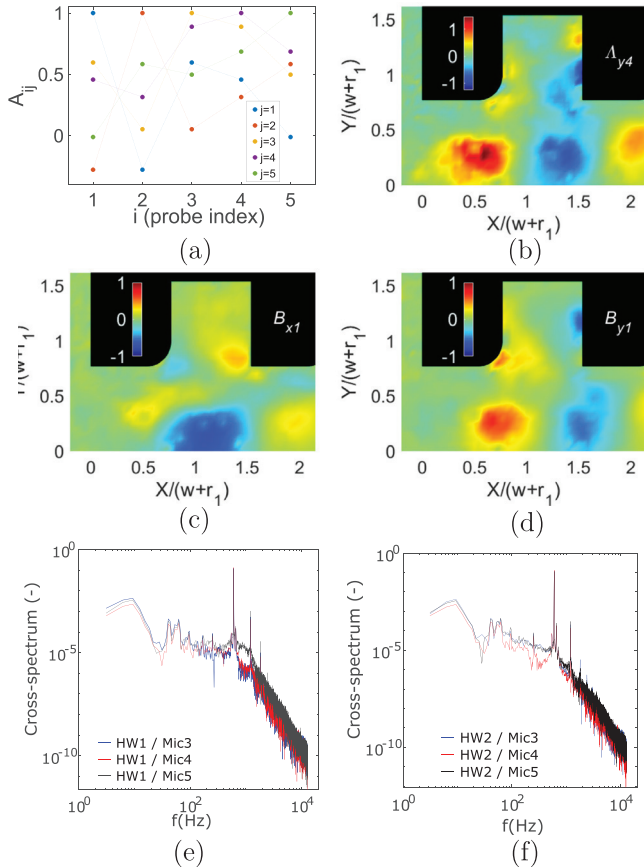 (a)
A_ij
1
0.5
0
j=1
j=2
j=3
j=4
j=5
1 2 3 4 5
i (probe index)
(b)
Y/(w+r_1)
1.5
1
0.5
0
1
0
-1
Λ_y4
0 0.5 1 1.5 2
X/(w+r_1)
(c)
/(w+r_1)
1.5
1
0.5
0
1
0
-1
B_x1
0 0.5 1 1.5 2
X/(w+r_1)
(d)
Y/(w+r_1)
1.5
1
0.5
0
1
0
-1
B_y1
0 0.5 1 1.5 2
X/(w+r_1)
(e)
Cross-spectrum (-)
10^0
10^-5
10^-10
HW1 / Mic3
HW1 / Mic4
HW1 / Mic5
10^0 10^2 10^4
f(Hz)
(f)
Cross-spectrum (-)
10^0
10^-5
10^-10
HW2 / Mic3
HW2 / Mic4
HW2 / Mic5
10^0 10^2 10^4
f(Hz)